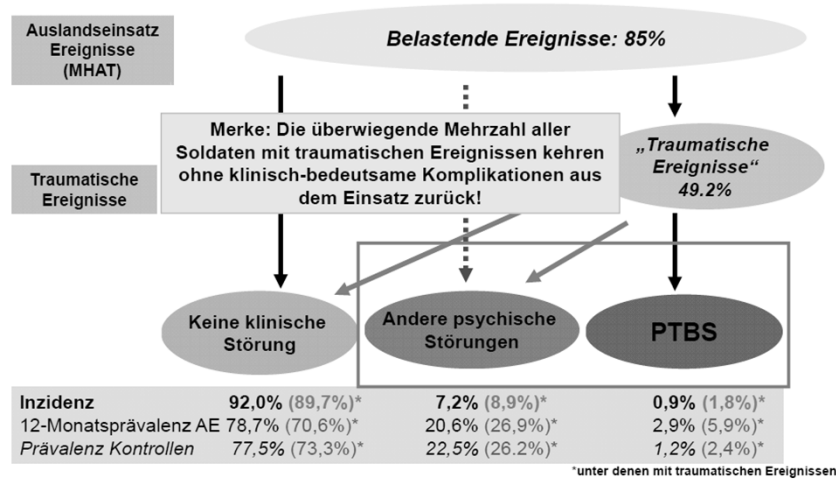 Auslandseinsatz
Ereignisse
(MHAT)
Belastende Ereignisse: 85%
Merke: Die überwiegende Mehrzahl aller
Soldaten mit traumatischen Ereignissen kehren
ohne klinisch-bedeutsame Komplikationen aus
dem Einsatz zurück!
Traumatische
Ereignisse
„Traumatische
Ereignisse“
49.2%
Keine klinische
Störung
Andere psychische
Störungen
PTBS
Inzidenz 92,0% (89,7%)* 7,2% (8,9%)* 0,9% (1,8%)*
12-Monatsprävalenz AE 78,7% (70,6%)* 20,6% (26,9%)* 2,9% (5,9%)*
Prävalenz Kontrollen 77,5% (73,3%)* 22,5% (26.2%)* 1,2% (2,4%)*
*unter denen mit traumatischen Ereignissen